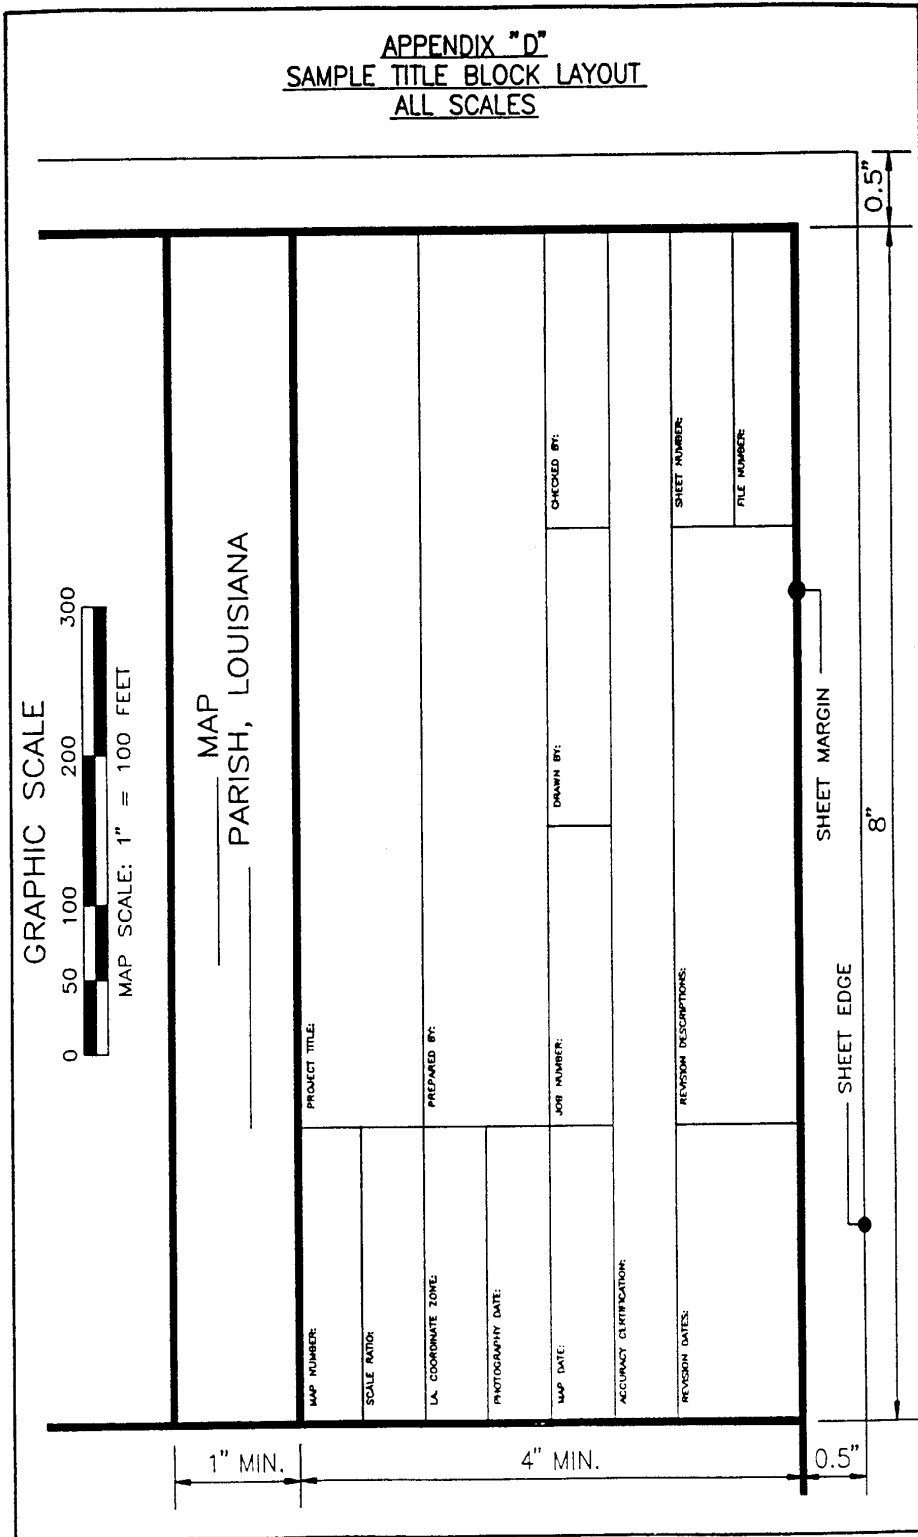 APPENDIX "D"
SAMPLE TITLE BLOCK LAYOUT
ALL SCALES
GRAPHIC SCALE
0 50 100 200 300
MAP SCALE: 1" = 100 FEET
MAP
PARISH, LOUISIANA
MAP NUMBER:
PROJECT TITLE:
SCALE RATIO:
LA. COORDINATE ZONE:
PREPARED BY:
PHOTOGRAPHY DATE:
MAP DATE:
JOB NUMBER:
DRAWN BY:
CHECKED BY:
ACCURACY CERTIFICATION:
REVISION DATES:
REVISION DESCRIPTIONS:
SHEET NUMBER:
FILE NUMBER:
SHEET MARGIN
SHEET EDGE
8"
0.5"
1" MIN.
4" MIN.
0.5"